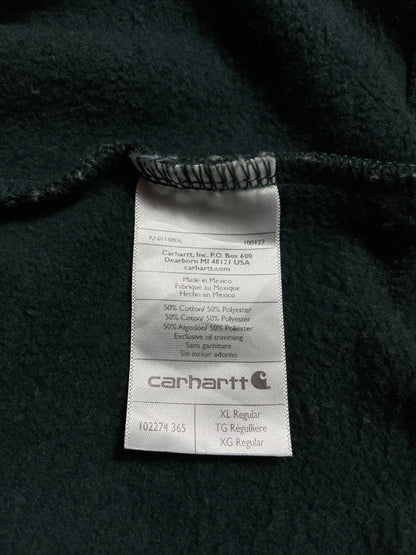 RN#14806 100127
Carhartt, Inc. P.O. Box 600
Dearborn MI 48121 USA
carhartt.com
Made in Mexico
Fabriqué au Mexique
Hecho en Mexico
50% Cotton/ 50% Polyester
50% Coton/ 50% Polyester
50% Algodón/ 50% Poliéster
Exclusive of trimming
Sans garniture
Sin incluir adorno
carhartt
102274 365
XL Regular
TG Régulière
XG Regular